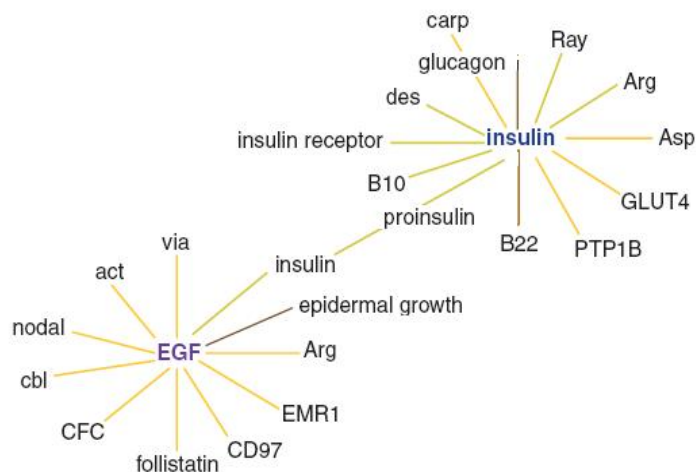 carp
Ray
glucagon
Arg
des
insulin receptor
insulin
Asp
B10
GLUT4
proinsulin
B22
PTP1B
via
insulin
act
epidermal growth
nodal
EGF
Arg
cbl
EMR1
CFC
CD97
follistatin